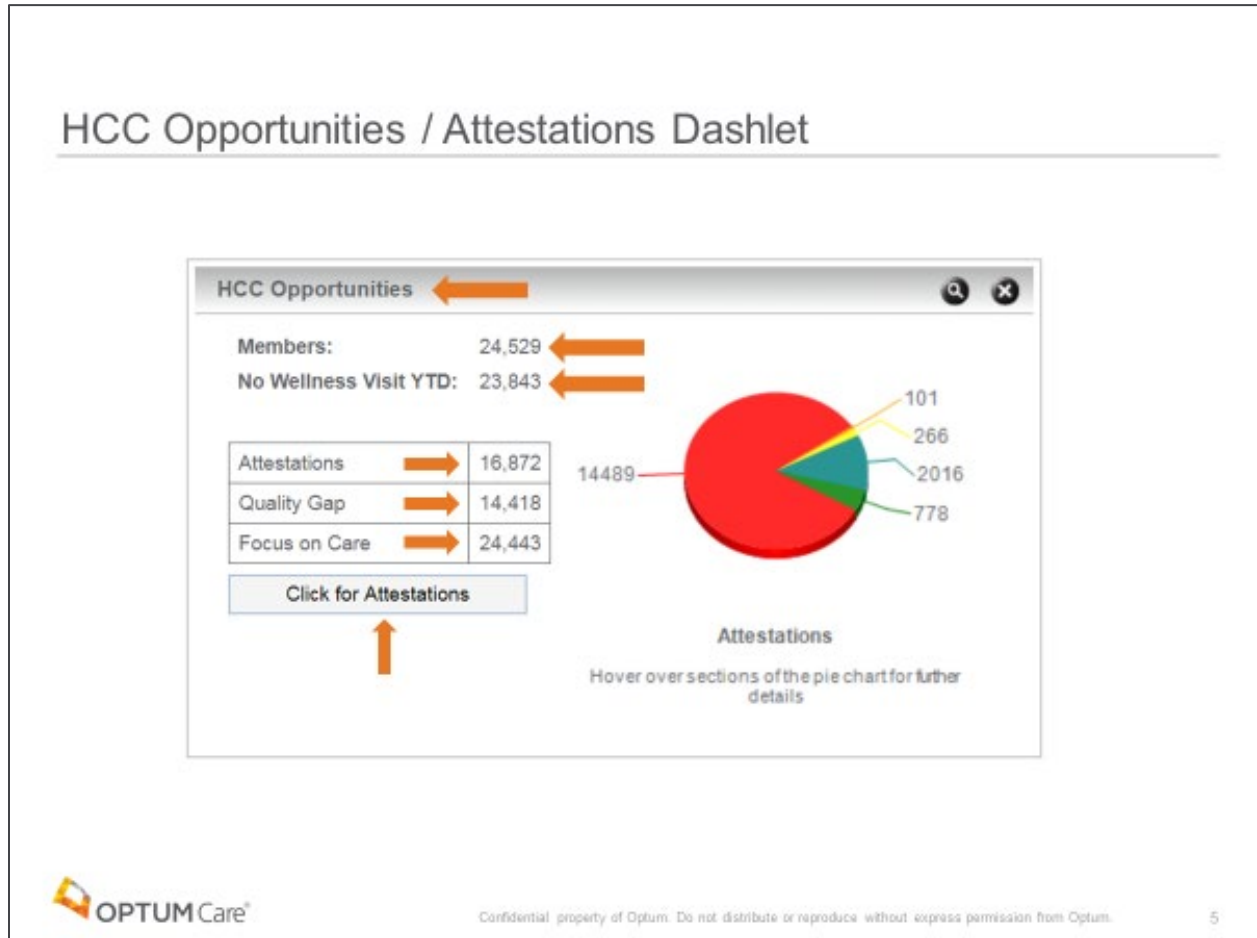 HCC Opportunities / Attestations Dashlet
HCC Opportunities
Members: 24,529
No Wellness Visit YTD: 23,843
Attestations 16,872
Quality Gap 14,418
Focus on Care 24,443
Click for Attestations
101
266
14489
2016
778
Attestations
Hover over sections of the pie chart for further
details
OPTUM Care®
Confidential property of Optum. Do not distribute or reproduce without express permission from Optum.
5